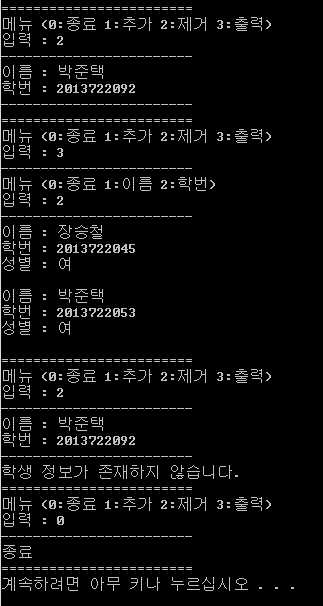 ========================
메뉴 (0:종료 1:추가 2:제거 3:출력)
입력 : 2
------------------------
이름 : 박준택
학번 : 2013722092
------------------------
========================
메뉴 (0:종료 1:추가 2:제거 3:출력)
입력 : 3
------------------------
메뉴 (0:종료 1:이름 2:학번)
입력 : 2
------------------------
이름 : 장승철
학번 : 2013722045
성별 : 여
이름 : 박준택
학번 : 2013722053
성별 : 여
========================
메뉴 (0:종료 1:추가 2:제거 3:출력)
입력 : 2
------------------------
이름 : 박준택
학번 : 2013722092
------------------------
학생 정보가 존재하지 않습니다.
========================
메뉴 (0:종료 1:추가 2:제거 3:출력)
입력 : 0
------------------------
종료
========================
계속하려면 아무 키나 누르십시오 . . .